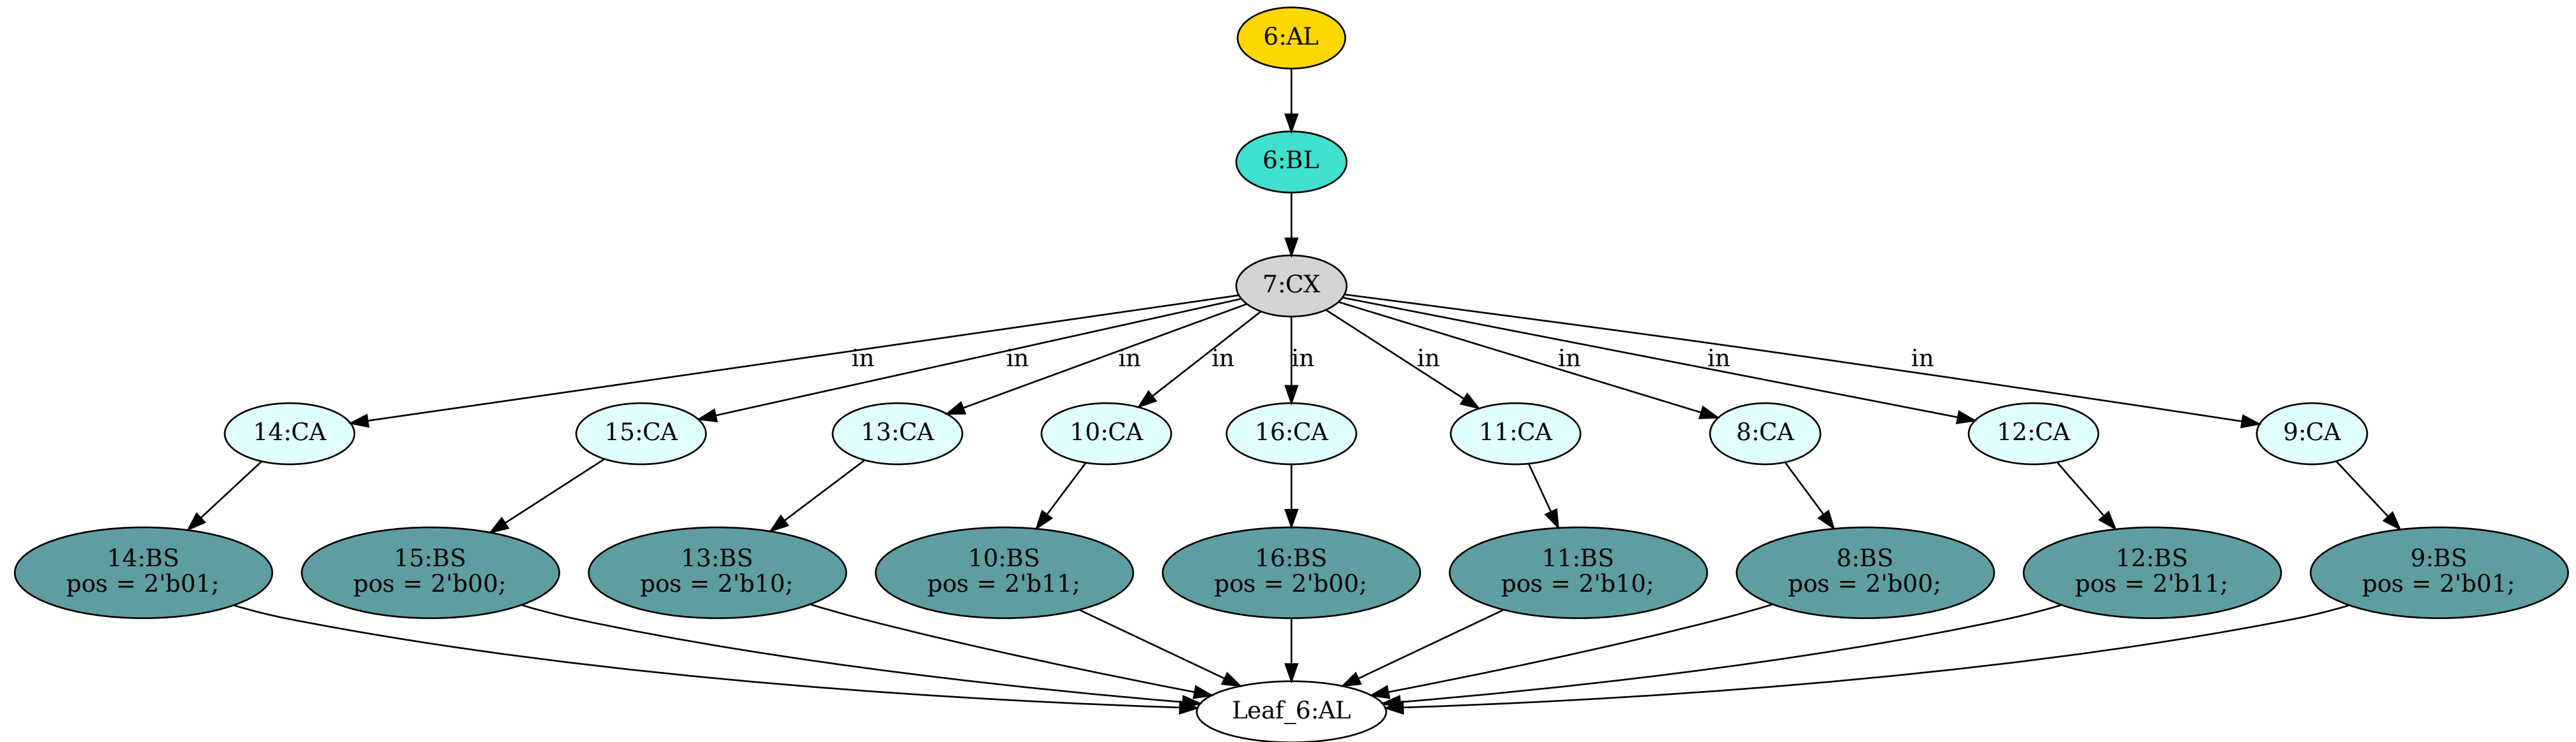 6:AL
6:BL
7:CX
in
in
in
in
in
in
in
in
in
14:CA
15:CA
13:CA
10:CA
16:CA
11:CA
8:CA
12:CA
9:CA
14:BS
pos = 2'b01;
15:BS
pos = 2'b00;
13:BS
pos = 2'b10;
10:BS
pos = 2'b11;
16:BS
pos = 2'b00;
11:BS
pos = 2'b10;
8:BS
pos = 2'b00;
12:BS
pos = 2'b11;
9:BS
pos = 2'b01;
Leaf_6:AL